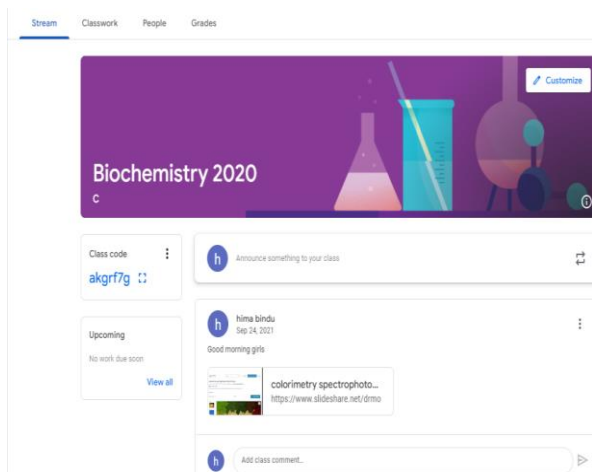 Stream Classwork People Grades
Customize
Biochemistry 2020
C
Class code
akgrf7g
Upcoming
No work due soon
View all
h
Announce something to your class
h
hima bindu
Sep 24, 2021
Good morning girls
colorimetry spectrophoto...
https://www.slideshare.net/drmo
h
Add class comment...